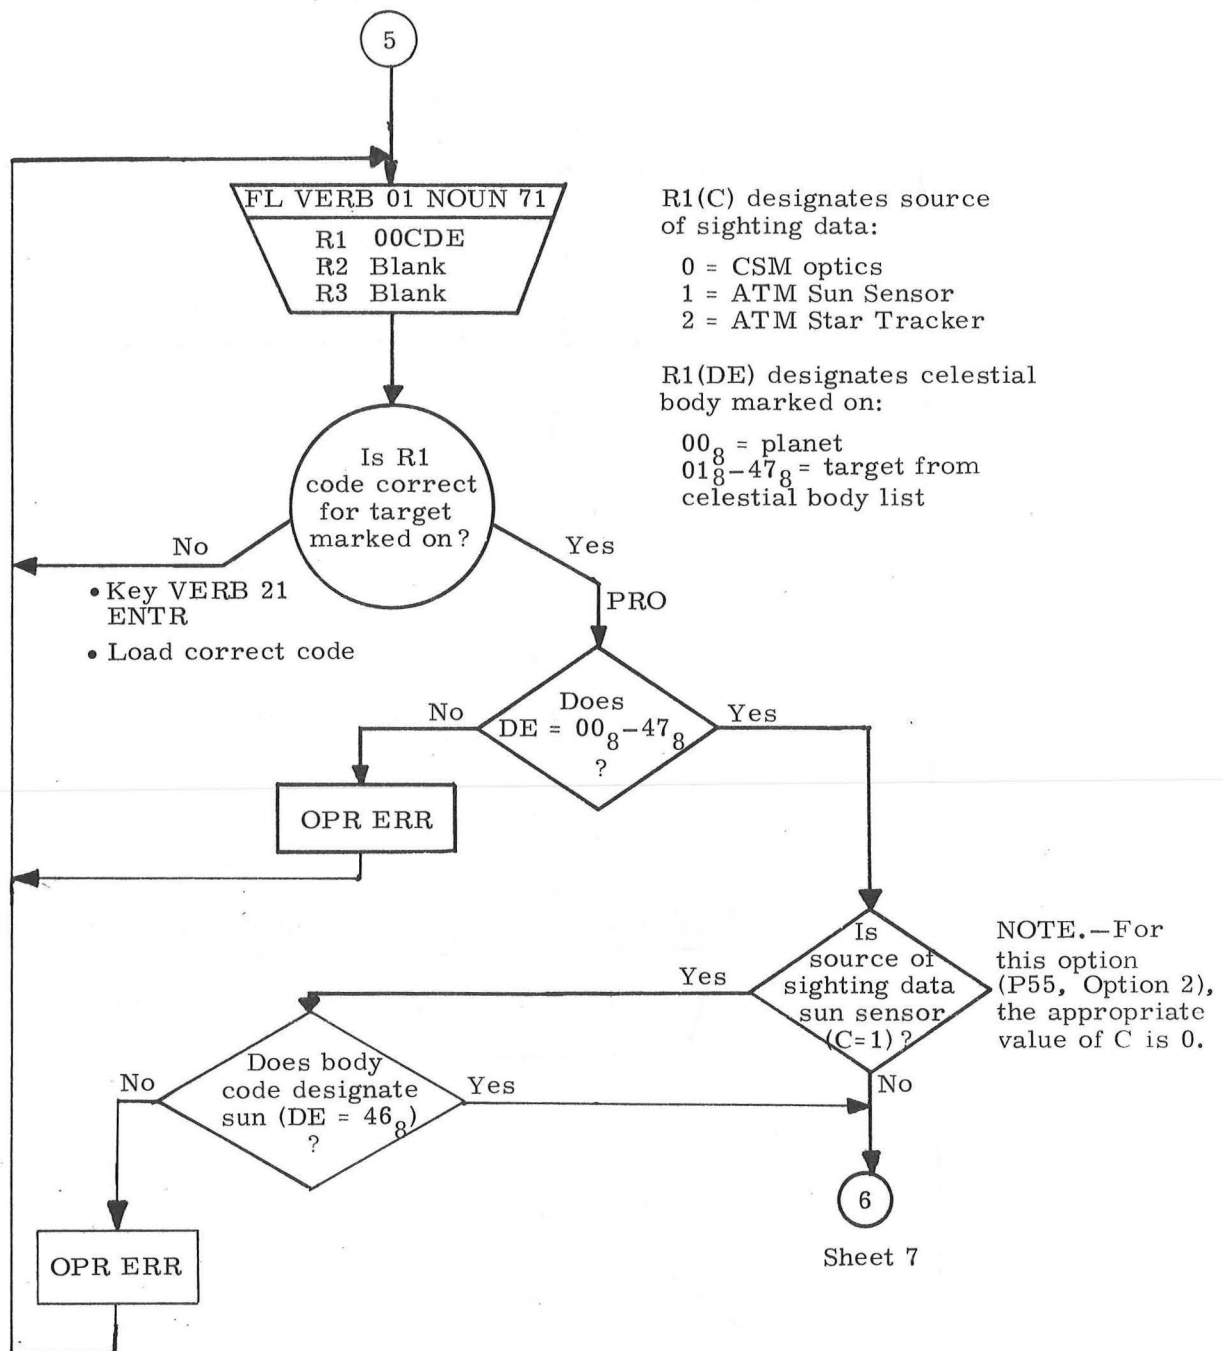 5
FL VERB 01 NOUN 71
R1 00CDE
R2 Blank
R3 Blank
R1(C) designates source
of sighting data:
0 = CSM optics
1 = ATM Sun Sensor
2 = ATM Star Tracker
R1(DE) designates celestial
body marked on:
00₈ = planet
01₈–47₈ = target from
celestial body list
Is R1
code correct
for target
marked on?
No
Yes
• Key VERB 21
ENTR
• Load correct code
PRO
Does
DE = 00₈–47₈
?
No
Yes
OPR ERR
Is
source of
sighting data
sun sensor
(C=1)?
NOTE.—For
this option
(P55, Option 2),
the appropriate
value of C is 0.
Yes
No
Does body
code designate
sun (DE = 46₈)
?
No
Yes
OPR ERR
6
Sheet 7